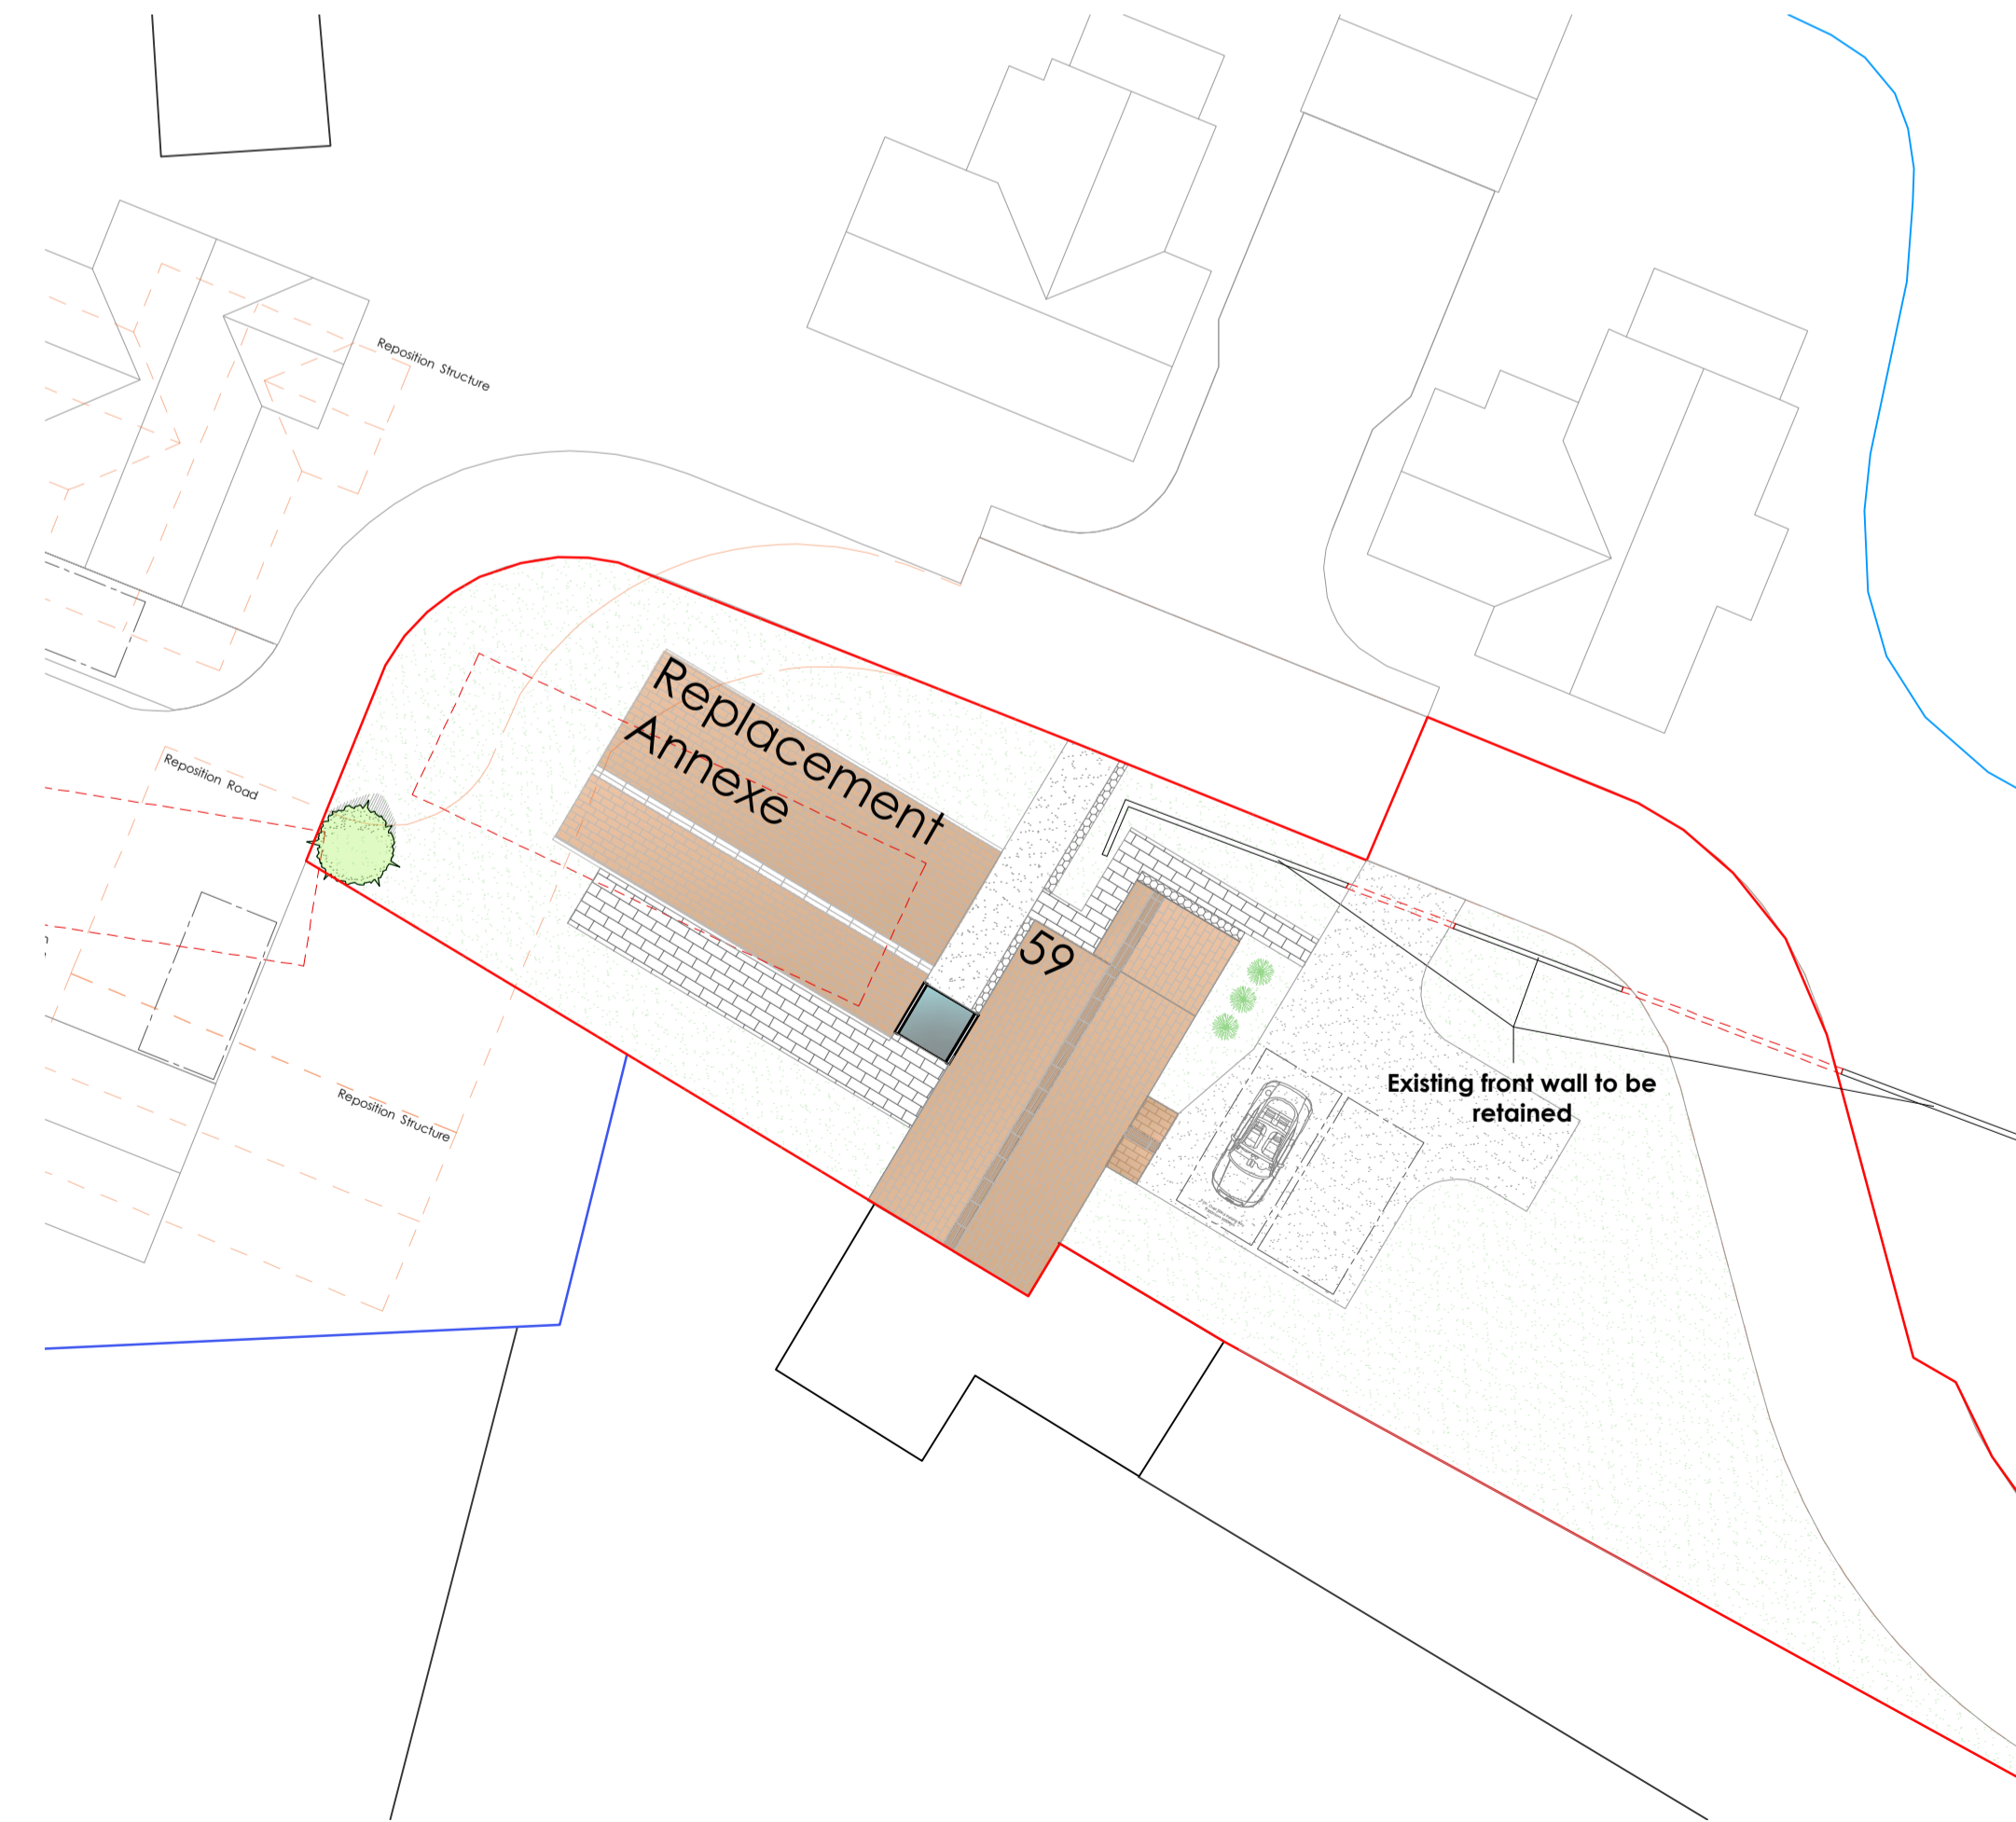 Reposition Structure
Replacement
Annexe
Reposition Road
59
Existing front wall to be
retained
Reposition Structure